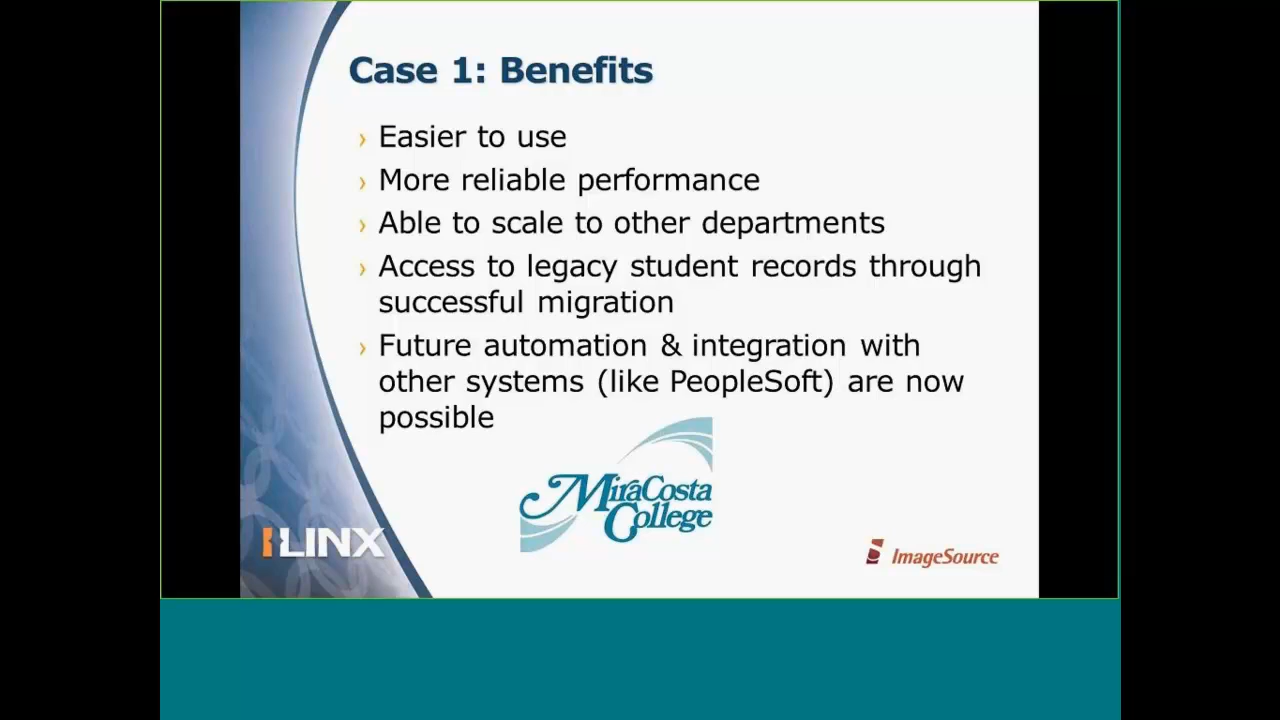 Case 1: Benefits
› Easier to use
› More reliable performance
› Able to scale to other departments
› Access to legacy student records through
successful migration
› Future automation & integration with
other systems (like PeopleSoft) are now
possible
MiraCosta
College
ILINX
ImageSource